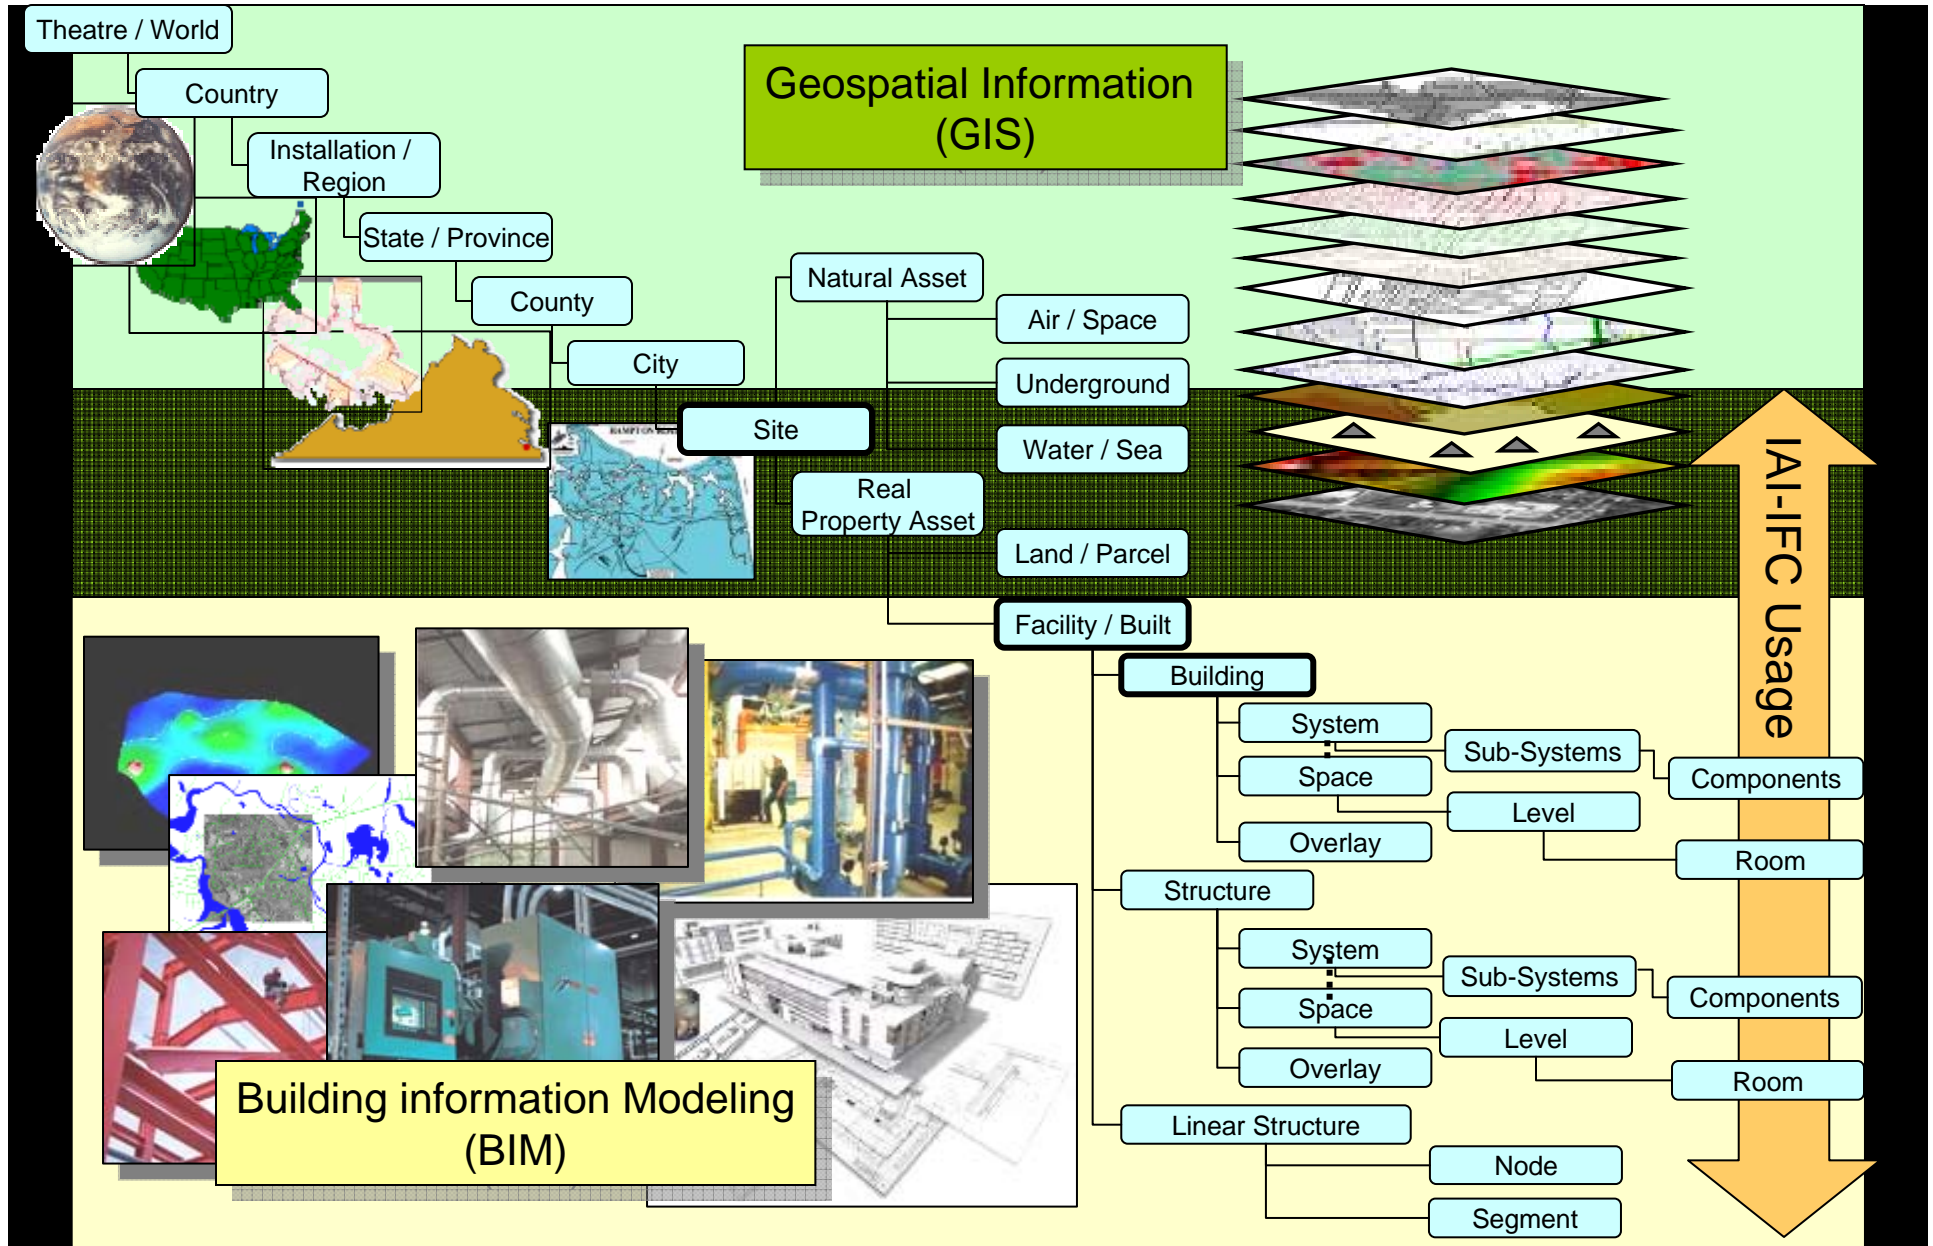 Theatre / World
Country
Installation /
Region
State / Province
County
City
Site
Geospatial Information
(GIS)
Natural Asset
Air / Space
Underground
Water / Sea
Real
Property Asset
Land / Parcel
Facility / Built
Building
System
Sub-Systems
Components
Space
Level
Room
Overlay
Structure
System
Sub-Systems
Components
Space
Level
Room
Overlay
Linear Structure
Node
Segment
IAI-IFC Usage
Building information Modeling
(BIM)